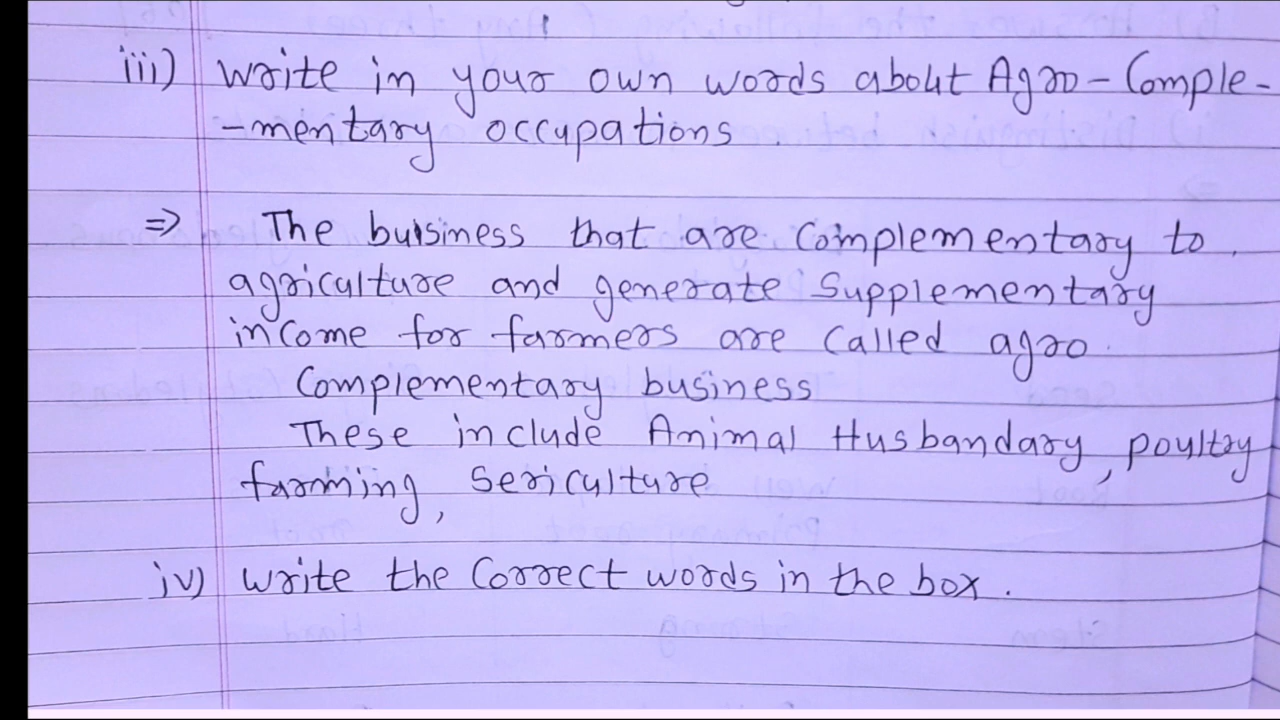 iii) Write in your own words about Agro-Comple-
-mentary occupations.
⇒ The buisiness that are complementary to
agriculture and generate Supplementary
income for farmers are called agro
Complementary business
These include Animal Husbandary, poultry
farming, sericulture
iv) Write the Correct words in the box.